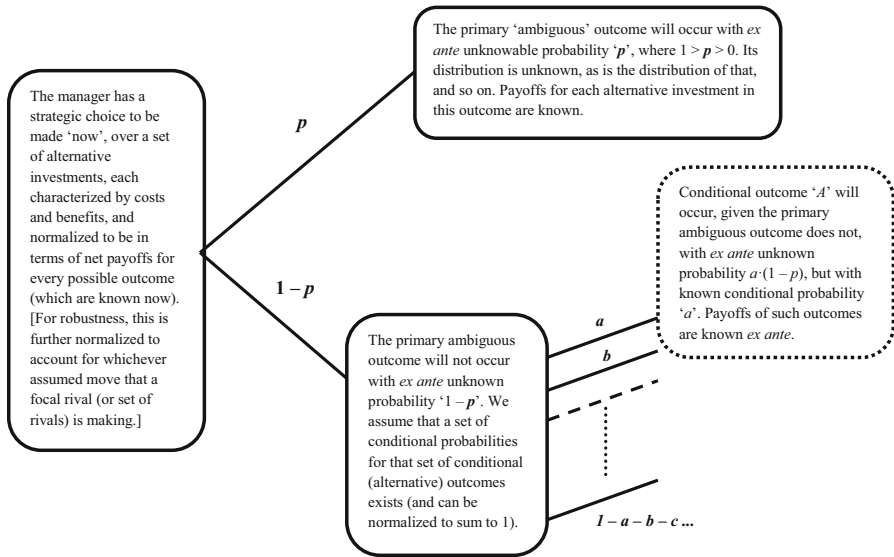 The primary ‘ambiguous’ outcome will occur with ex
ante unknowable probability ‘p’, where 1 > p > 0. Its
distribution is unknown, as is the distribution of that,
and so on. Payoffs for each alternative investment in
this outcome are known.
The manager has a
strategic choice to be
made ‘now’, over a set
of alternative
investments, each
characterized by costs
and benefits, and
normalized to be in
terms of net payoffs for
every possible outcome
(which are known now).
[For robustness, this is
further normalized to
account for whichever
assumed move that a
focal rival (or set of
rivals) is making.]
p
1 – p
Conditional outcome ‘A’ will
occur, given the primary
ambiguous outcome does not,
with ex ante unknown
probability a·(1 – p), but with
known conditional probability
‘a’. Payoffs of such outcomes
are known ex ante.
The primary ambiguous
outcome will not occur
with ex ante unknown
probability ‘1 – p’. We
assume that a set of
conditional probabilities
for that set of conditional
(alternative) outcomes
exists (and can be
normalized to sum to 1).
a
b
1 – a – b – c ...